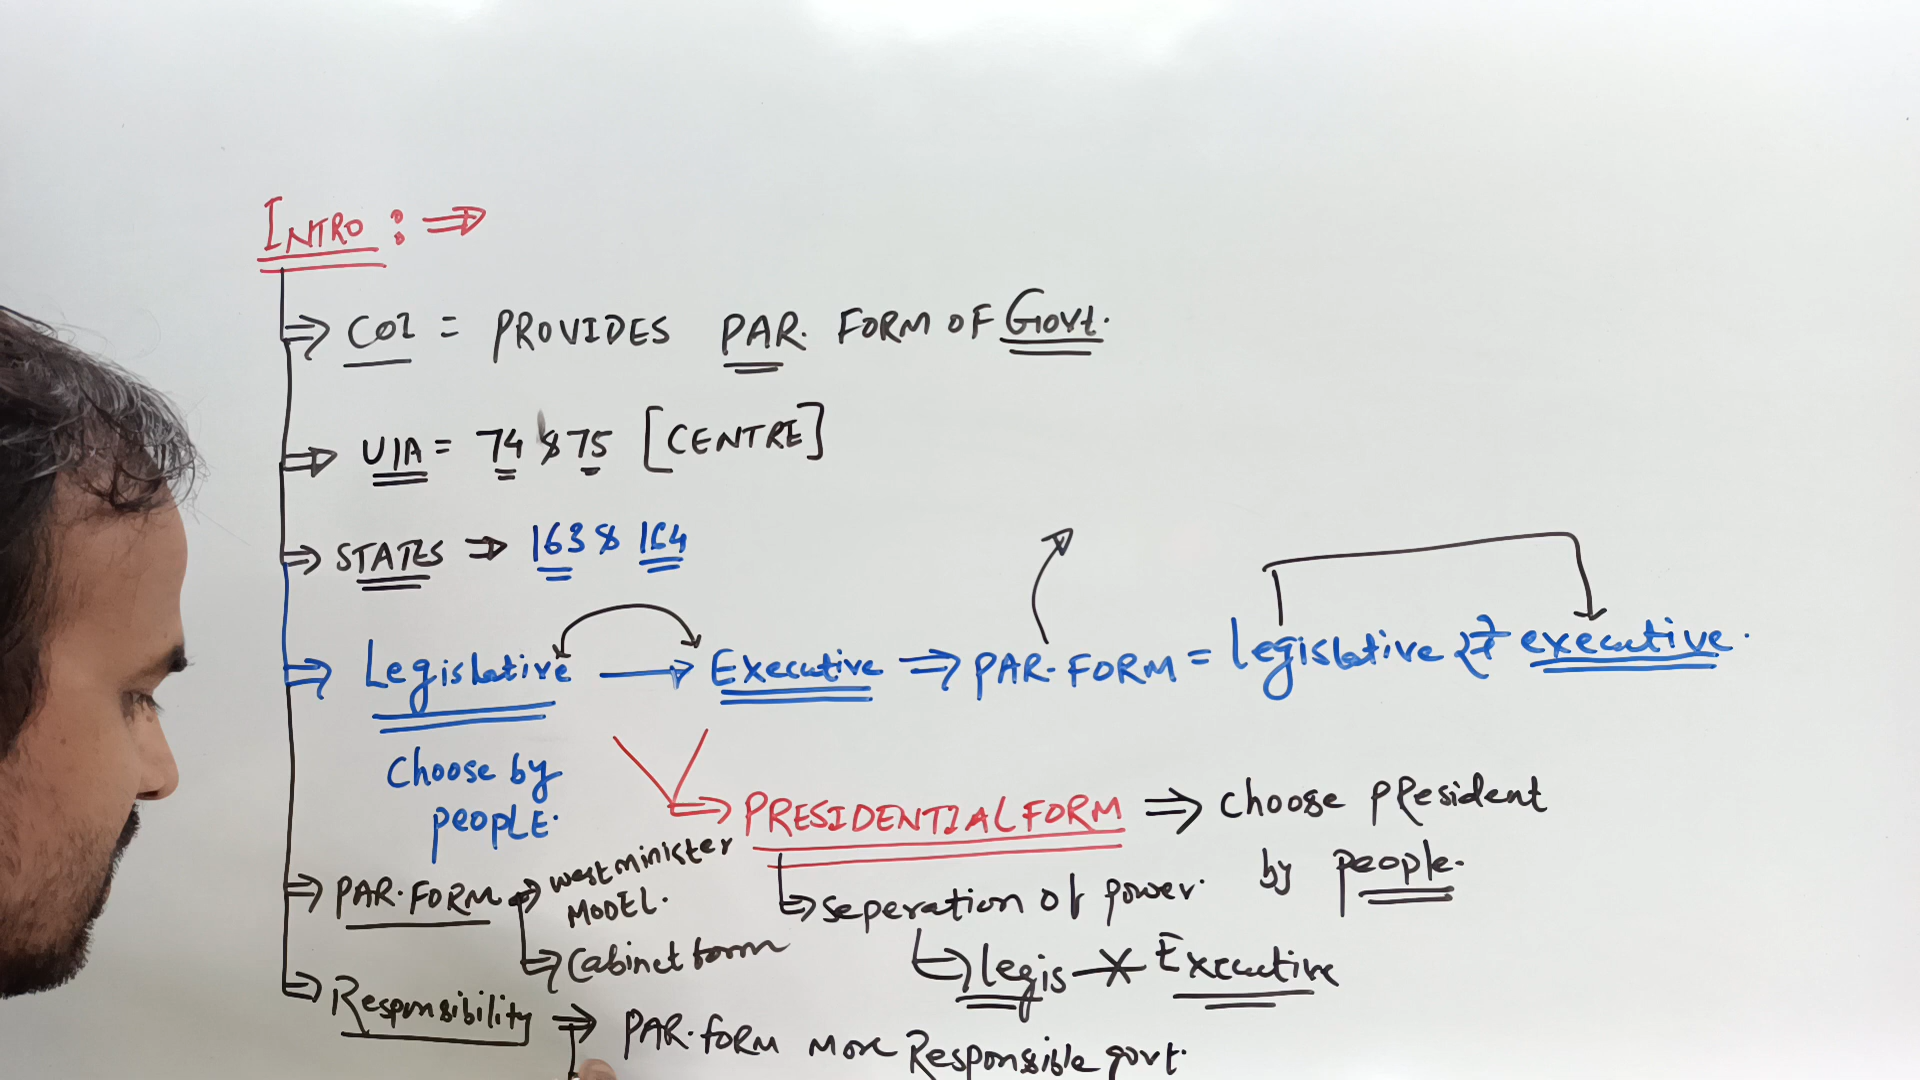 INTRO : ⇒
⇒ COI = PROVIDES PAR. FORM OF Govt.
⇒ U/A = 74 & 75 [CENTRE]
⇒ STATES ⇒ 163 & 164
⇒ Legislative → Executive ⇒ PAR. FORM = legislative executive.
Choose by
people.
⇒ PRESIDENTIAL FORM ⇒ choose president
by people.
⇒ PAR. FORM ⇒ westminister
MODEL.
⇒ seperation of power.
⇒ Cabinet form
⇒ legis Executive
⇒ Responsibility ⇒ PAR. form more Responsible govt.